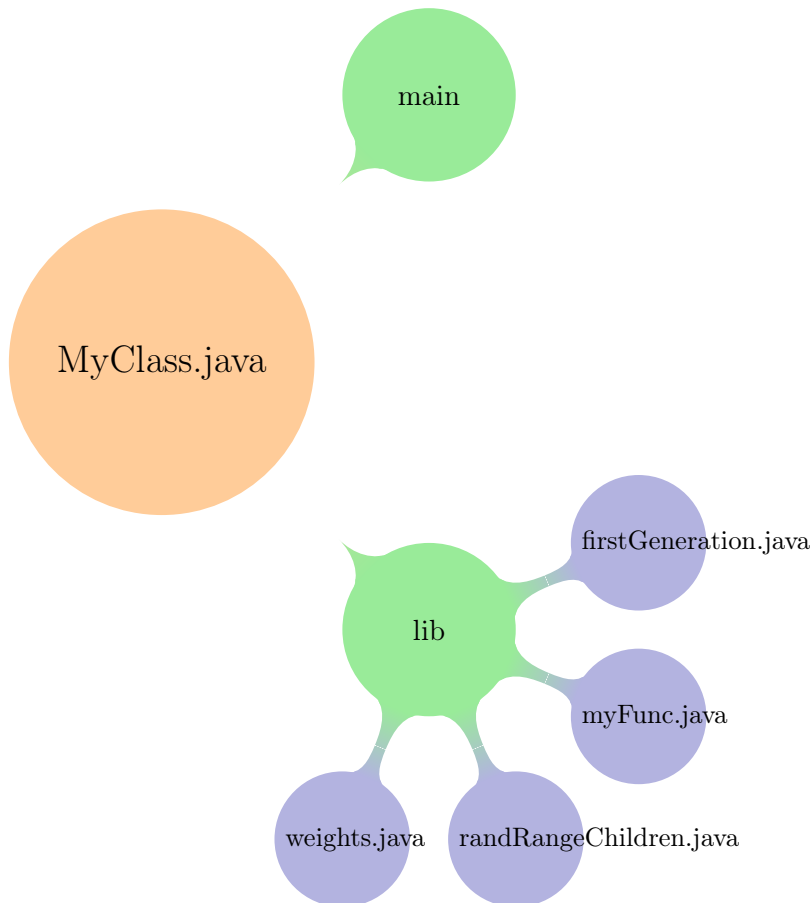 main
MyClass.java
firstGeneration.java
lib
myFunc.java
weights.java
randRangeChildren.java